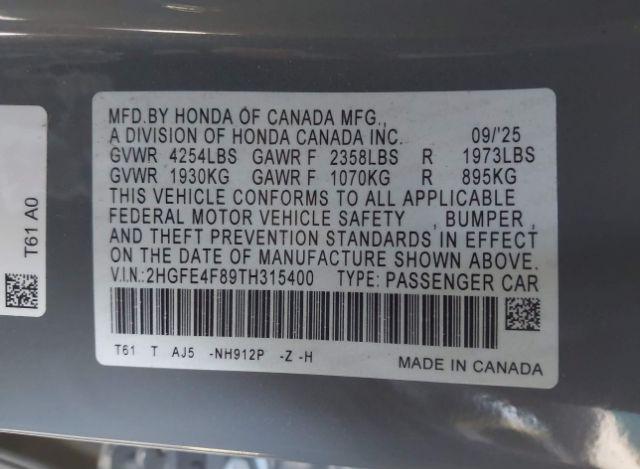 MFD.BY HONDA OF CANADA MFG.,
A DIVISION OF HONDA CANADA INC. 09/'25
GVWR 4254LBS GAWR F 2358LBS R 1973LBS
GVWR 1930KG GAWR F 1070KG R 895KG
THIS VEHICLE CONFORMS TO ALL APPLICABLE
FEDERAL MOTOR VEHICLE SAFETY , BUMPER ,
AND THEFT PREVENTION STANDARDS IN EFFECT
ON THE DATE OF MANUFACTURE SHOWN ABOVE.
V.I.N.:2HGFE4F89TH315400 TYPE: PASSENGER CAR
T61 T AJ5 -NH912P -Z -H
MADE IN CANADA
T61 A0